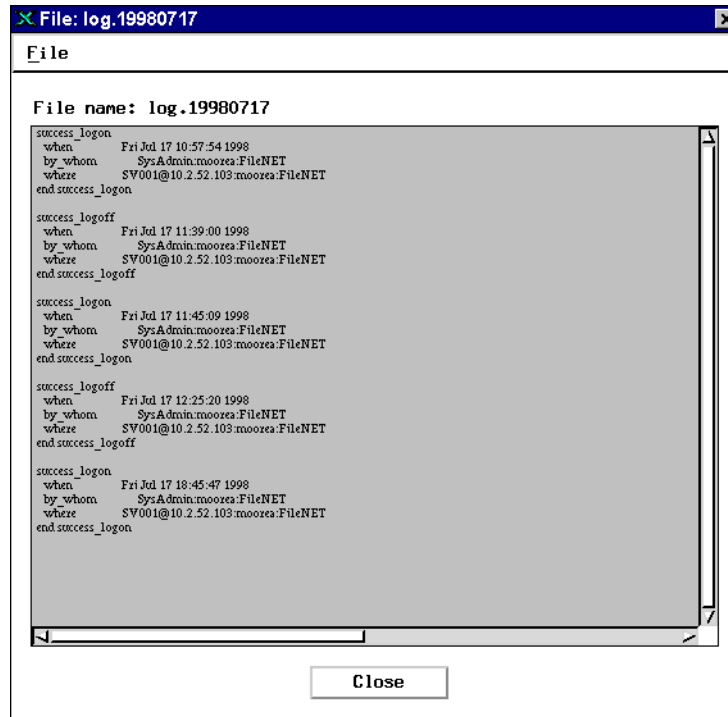 File: log.19980717
File
File name: log.19980717
success_logon
when Fri Jul 17 10:57:54 1998
by_whom SysAdmin:moorea:FileNET
where SV001@10.2.52.103:moorea:FileNET
end success_logon
success_logoff
when Fri Jul 17 11:39:00 1998
by_whom SysAdmin:moorea:FileNET
where SV001@10.2.52.103:moorea:FileNET
end success_logoff
success_logon
when Fri Jul 17 11:45:09 1998
by_whom SysAdmin:moorea:FileNET
where SV001@10.2.52.103:moorea:FileNET
end success_logon
success_logoff
when Fri Jul 17 12:25:20 1998
by_whom SysAdmin:moorea:FileNET
where SV001@10.2.52.103:moorea:FileNET
end success_logoff
success_logon
when Fri Jul 17 18:45:47 1998
by_whom SysAdmin:moorea:FileNET
where SV001@10.2.52.103:moorea:FileNET
end success_logon
Close